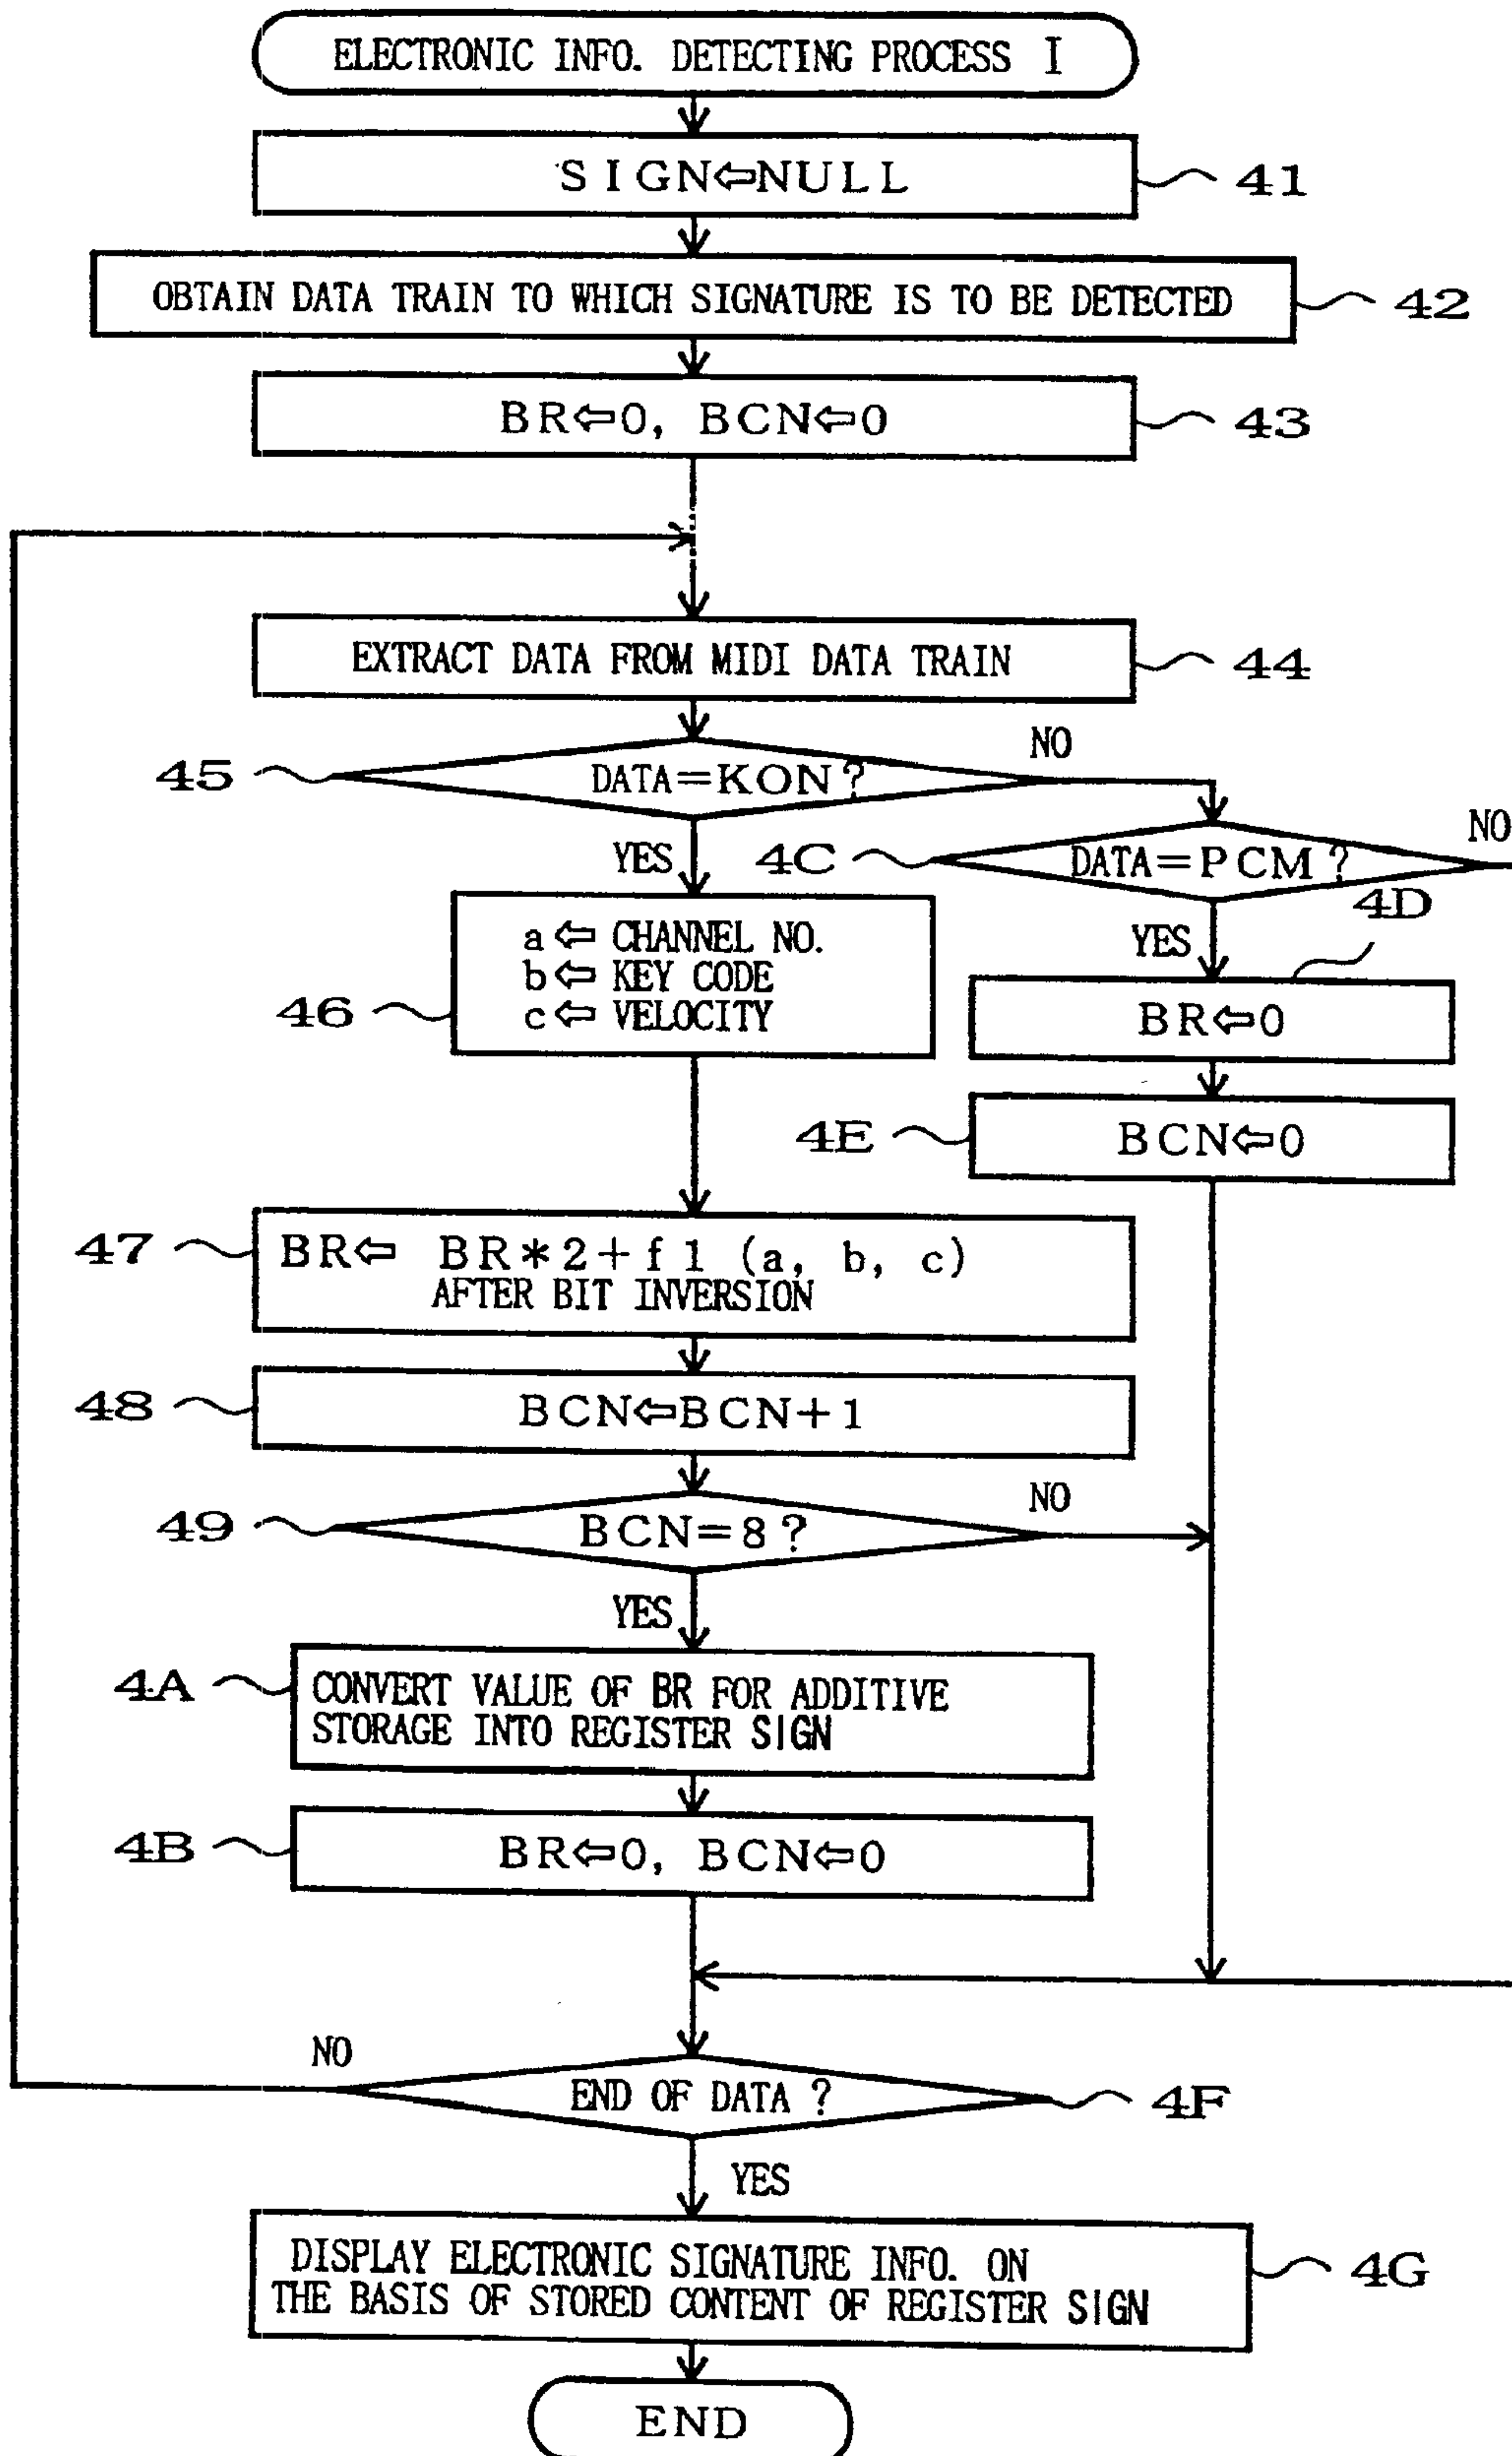 ELECTRONIC INFO. DETECTING PROCESS I
SIGN⇦NULL
41
OBTAIN DATA TRAIN TO WHICH SIGNATURE IS TO BE DETECTED
42
BR⇦0, BCN⇦0
43
EXTRACT DATA FROM MIDI DATA TRAIN
44
45
DATA=KON?
NO
YES
4C
DATA=PCM?
NO
4D
YES
46
a⇦ CHANNEL NO.
b⇦ KEY CODE
c⇦ VELOCITY
BR⇦0
4E
BCN⇦0
47
BR⇦ BR*2+f1 (a, b, c)
AFTER BIT INVERSION
48
BCN⇦BCN+1
49
BCN=8?
NO
YES
4A
CONVERT VALUE OF BR FOR ADDITIVE
STORAGE INTO REGISTER SIGN
4B
BR⇦0, BCN⇦0
NO
END OF DATA ?
4F
YES
DISPLAY ELECTRONIC SIGNATURE INFO. ON
THE BASIS OF STORED CONTENT OF REGISTER SIGN
4G
END